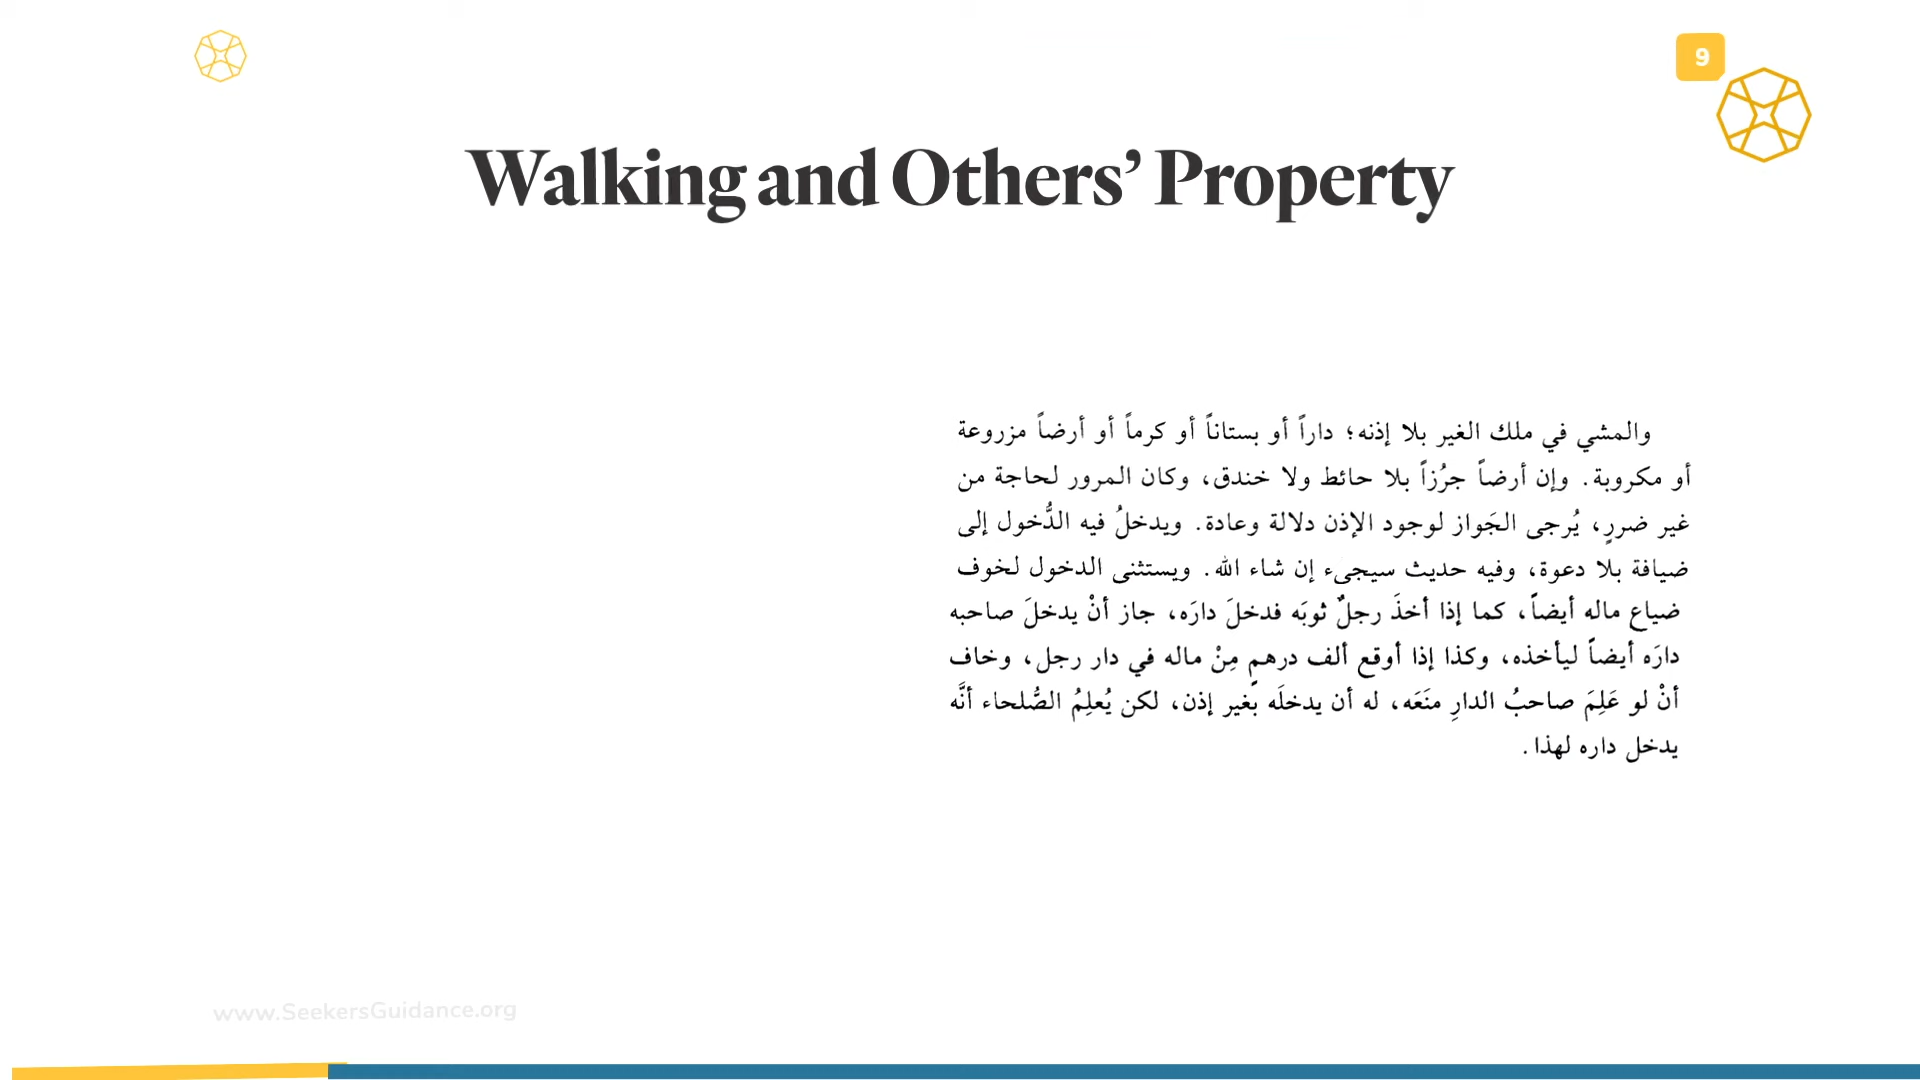 9
Walking and Others’ Property
والمشي في ملك الغير بلا إذنه؛ داراً أو بستاناً أو كرماً أو أرضاً مزروعة
أو مكروبة. وإن أرضاً جرُزاً بلا حائط ولا خندق، وكان المرور لحاجة من
غير ضررٍ، يُرجى الجَواز لوجود الإذن دلالة وعادة. ويدخلُ فيه الدُّخول إلى
ضيافة بلا دعوة، وفيه حديث سيجيء إن شاء الله. ويستثنى الدخول لخوف
ضياع ماله أيضاً، كما إذا أخذَ رجلٌ ثوبَه فدخلَ دارَه، جاز أنْ يدخلَ صاحبه
دارَه أيضاً ليأخذه، وكذا إذا أوقع ألف درهمٍ مِنْ ماله في دار رجل، وخاف
أنْ لو عَلِمَ صاحبُ الدارِ منَعَه، له أن يدخلَه بغير إذن، لكن يُعلِمُ الصُّلحاء أنَّه
يدخل داره لهذا.
www.SeekersGuidance.org